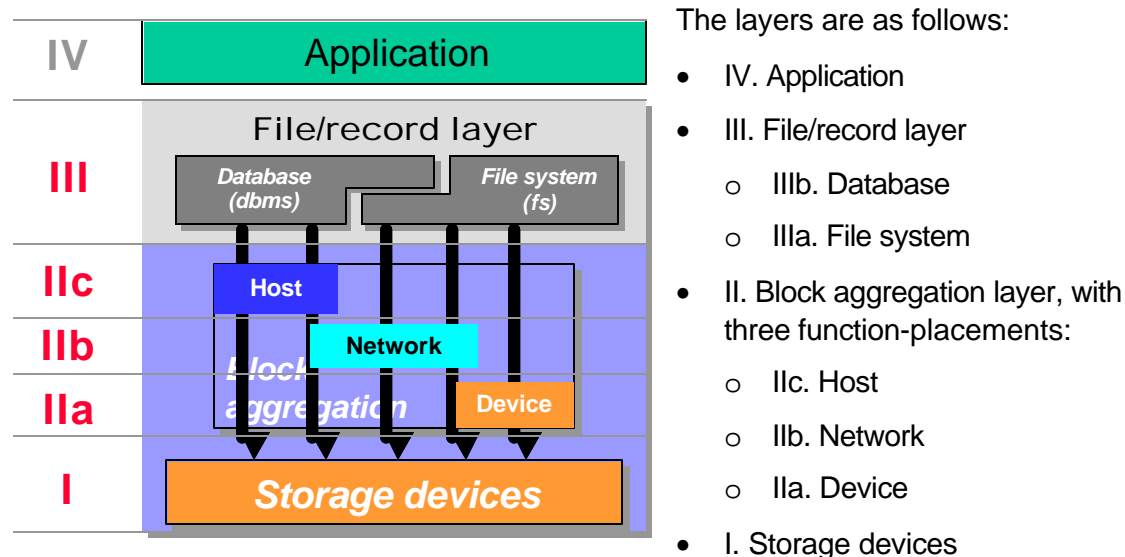 IV
Application
III
File/record layer
Database
(dbms)
File system
(fs)
IIc
Host
IIb
Network
Block
aggregation
IIa
Device
I
Storage devices
The layers are as follows:
• IV. Application
• III. File/record layer
o IIIb. Database
o IIIa. File system
• II. Block aggregation layer, with
three function-placements:
o IIc. Host
o IIb. Network
o IIa. Device
• I. Storage devices